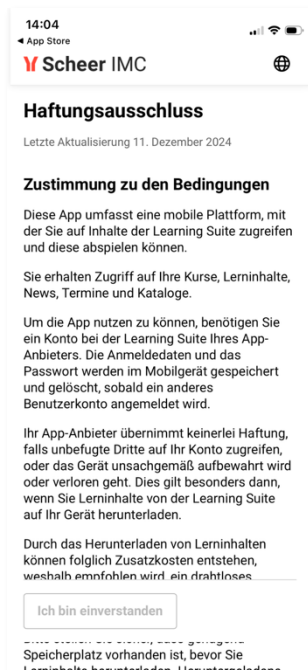 14:04
◀ App Store
Scheer IMC
Haftungsausschluss
Letzte Aktualisierung 11. Dezember 2024
Zustimmung zu den Bedingungen
Diese App umfasst eine mobile Plattform, mit
der Sie auf Inhalte der Learning Suite zugreifen
und diese abspielen können.
Sie erhalten Zugriff auf Ihre Kurse, Lerninhalte,
News, Termine und Kataloge.
Um die App nutzen zu können, benötigen Sie
ein Konto bei der Learning Suite Ihres App-
Anbieters. Die Anmeldedaten und das
Passwort werden im Mobilgerät gespeichert
und gelöscht, sobald ein anderes
Benutzerkonto angemeldet wird.
Ihr App-Anbieter übernimmt keinerlei Haftung,
falls unbefugte Dritte auf Ihr Konto zugreifen,
oder das Gerät unsachgemäß aufbewahrt wird
oder verloren geht. Dies gilt besonders dann,
wenn Sie Lerninhalte von der Learning Suite
auf Ihr Gerät herunterladen.
Durch das Herunterladen von Lerninhalten
können folglich Zusatzkosten entstehen,
weshalb empfohlen wird, ein drahtloses
Ich bin einverstanden
Speicherplatz vorhanden ist, bevor Sie